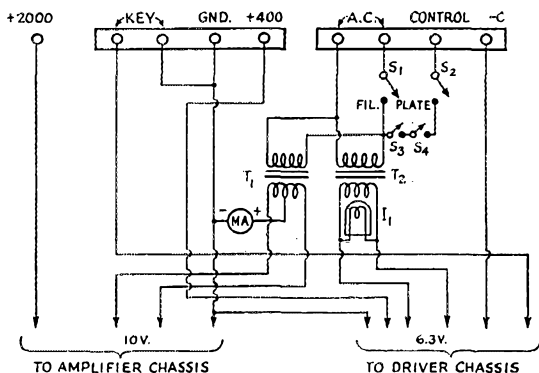 +2000 KEY GND. +400 A.C. CONTROL -C
S1 S2
FIL. PLATE
S3 S4
T1 T2
- MA + I1
10V. 6.3V.
TO AMPLIFIER CHASSIS TO DRIVER CHASSIS